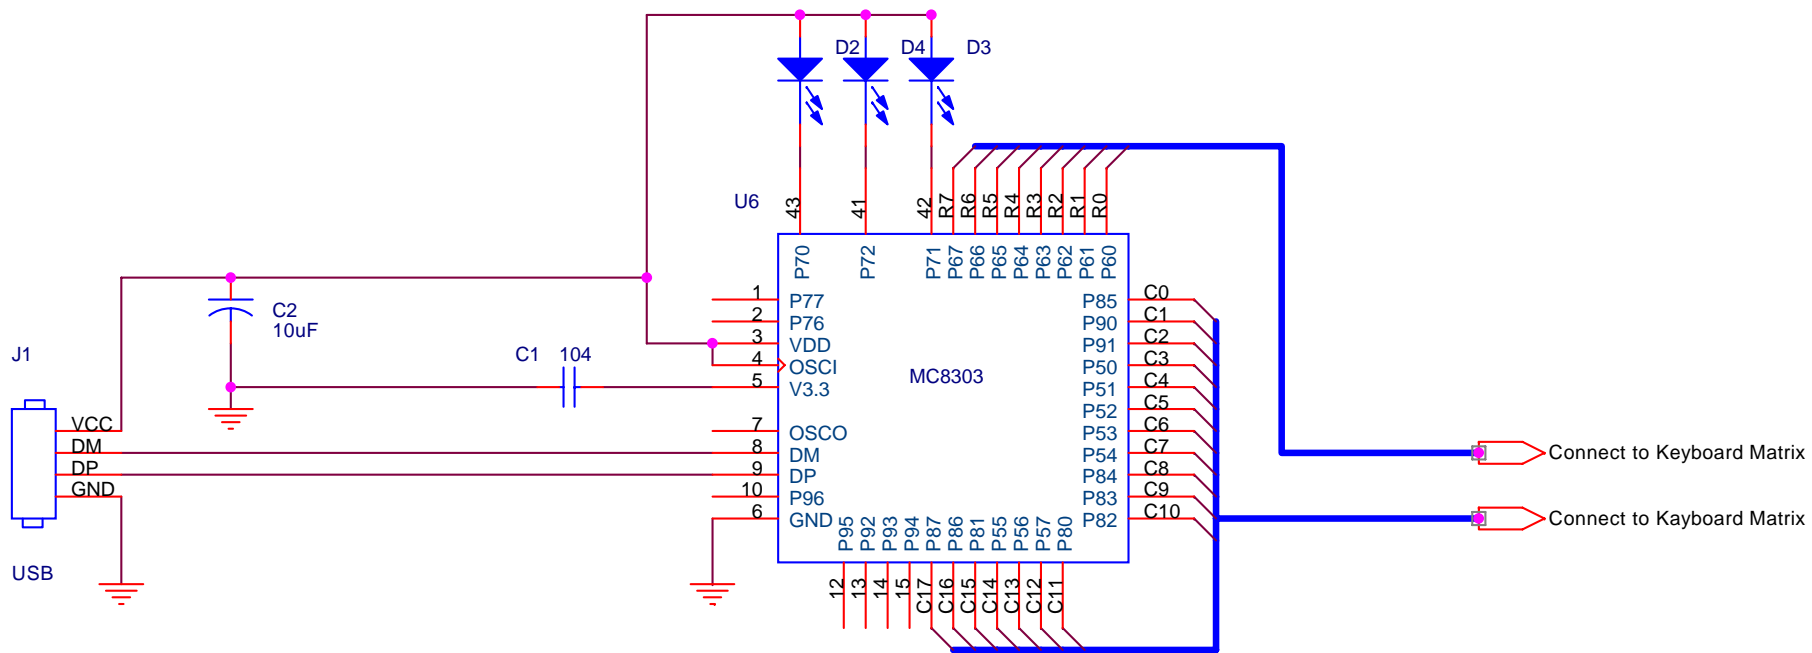 D2
D4
D3
U6
43
41
42
R7
R6
R5
R4
R3
R2
R1
R0
P70
P72
P71
P67
P66
P65
P64
P63
P62
P61
P60
1
P77
2
P76
3
VDD
4
OSCI
5
V3.3
7
OSCO
8
DM
9
DP
10
P96
6
GND
MC8303
P85
C0
P90
C1
P91
C2
P50
C3
P51
C4
P52
C5
P53
C6
P54
C7
P84
C8
P83
C9
P82
C10
C2
10uF
C1
104
J1
VCC
DM
DP
GND
USB
P95
P92
P93
P94
P87
P86
P81
P55
P56
P57
P80
12
13
14
15
C17
C16
C15
C14
C13
C12
C11
Connect to Keyboard Matrix
Connect to Kayboard Matrix